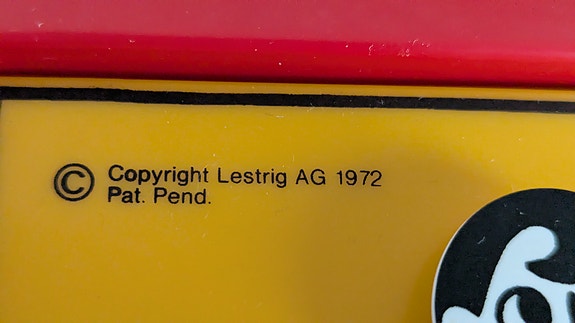 © Copyright Lestrig AG 1972
Pat. Pend.